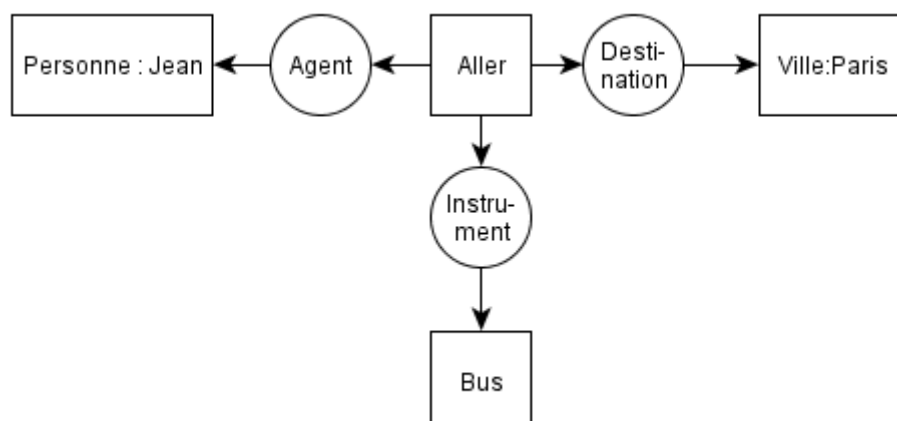 Personne : Jean
Agent
Aller
Desti-
nation
Ville:Paris
Instru-
ment
Bus